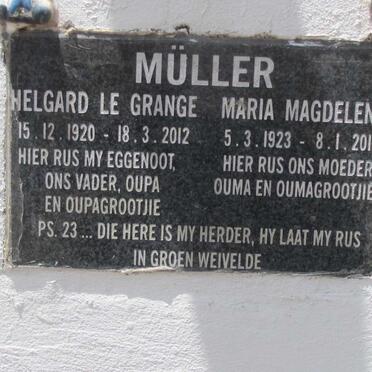 MÜLLER
HELGARD LE GRANGE MARIA MAGDELEN
15. 12. 1920 - 18. 3. 2012 5. 3. 1923 - 8. 1. 201
HIER RUS MY EGGENOOT, HIER RUS ONS MOEDER
ONS VADER, OUPA OUMA EN OUMAGROOTJIE
EN OUPAGROOTJIE
PS. 23 ... DIE HERE IS MY HERDER, HY LAAT MY RUS
IN GROEN WEIVELDE